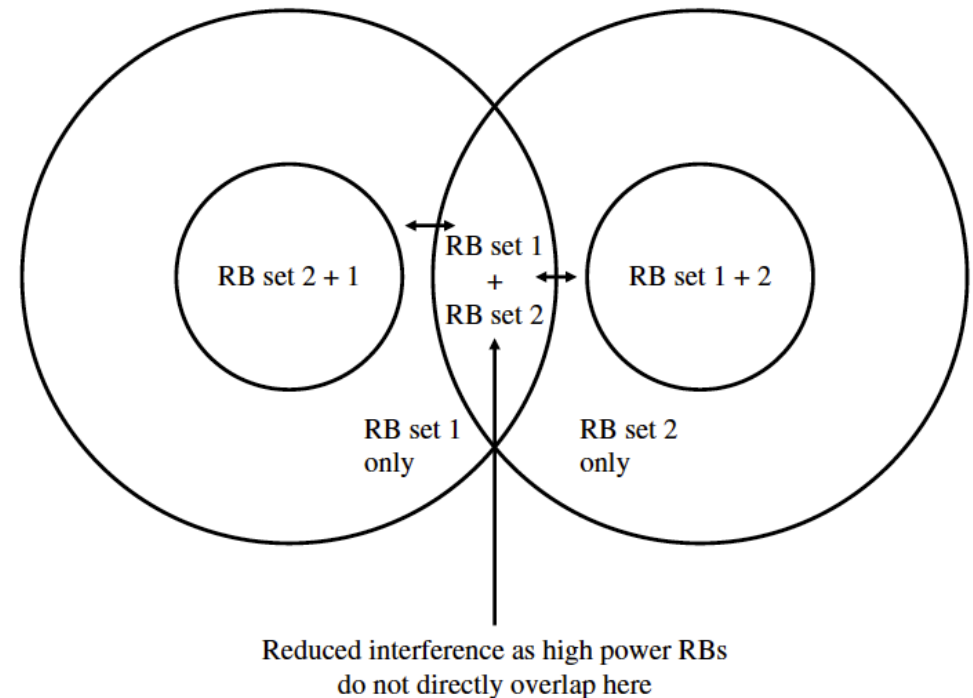 RB set 2 + 1
RB set 1
+
RB set 2
RB set 1 + 2
RB set 1
only
RB set 2
only
Reduced interference as high power RBs
do not directly overlap here